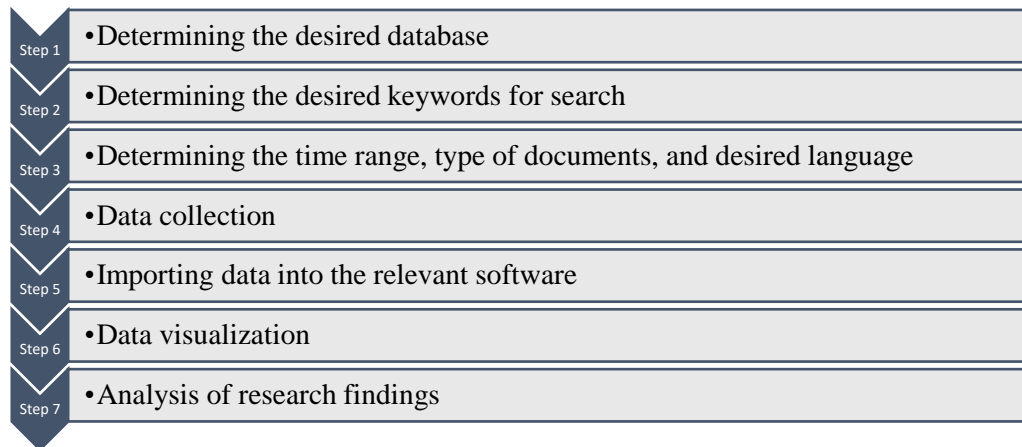 Step 1
•Determining the desired database
Step 2
•Determining the desired keywords for search
Step 3
•Determining the time range, type of documents, and desired language
Step 4
•Data collection
Step 5
•Importing data into the relevant software
Step 6
•Data visualization
Step 7
•Analysis of research findings